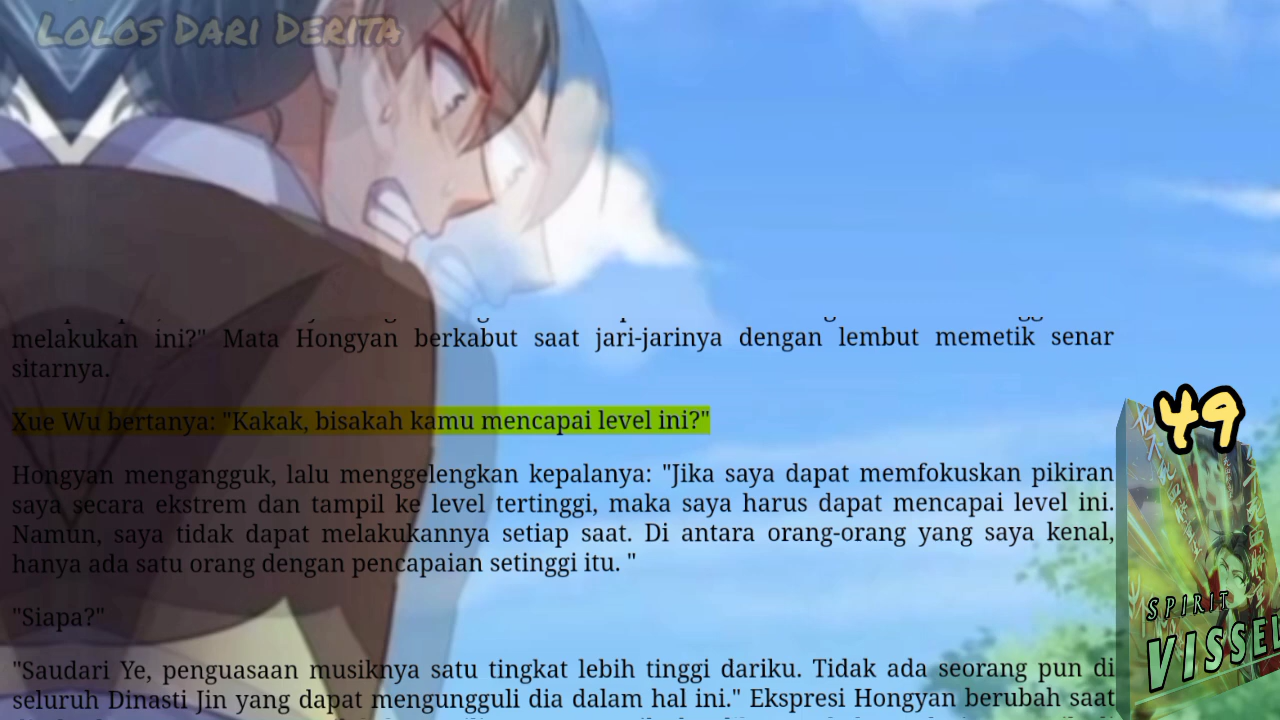 LOLOS DARI DERITA
melakukan ini?" Mata Hongyan berkabut saat jari-jarinya dengan lembut memetik senar
sitarnya.
Xue Wu bertanya: "Kakak, bisakah kamu mencapai level ini?"
Hongyan mengangguk, lalu menggelengkan kepalanya: "Jika saya dapat memfokuskan pikiran
saya secara ekstrem dan tampil ke level tertinggi, maka saya harus dapat mencapai level ini.
Namun, saya tidak dapat melakukannya setiap saat. Di antara orang-orang yang saya kenal,
hanya ada satu orang dengan pencapaian setinggi itu. "
"Siapa?"
"Saudari Ye, penguasaan musiknya satu tingkat lebih tinggi dariku. Tidak ada seorang pun di
seluruh Dinasti Jin yang dapat mengungguli dia dalam hal ini." Ekspresi Hongyan berubah saat
49
SPIRIT
VISSEL